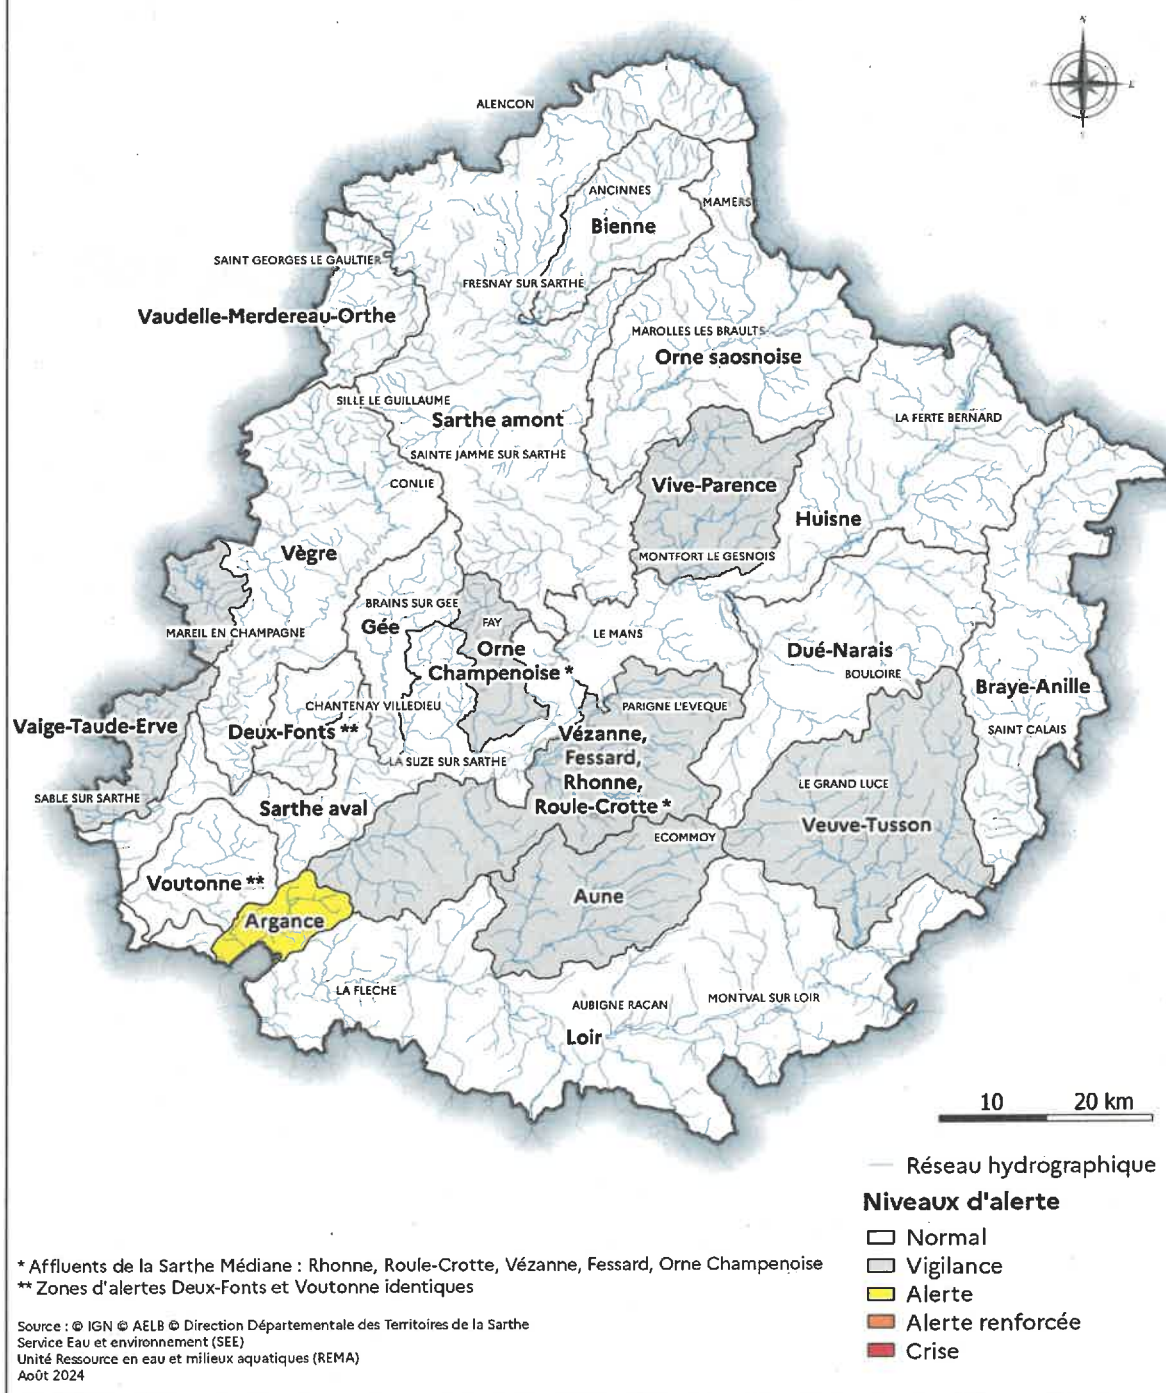 N
E
S
ALENCON
ANCINNES
Bienne
MAMERS
SAINT GEORGES LE GAULTIER
FRESNAY SUR SARTHE
Vaudelle-Merdereau-Orthe
MAROLLES LES BRAULTS
Orne saosnoise
SILLE LE GUILLAUME
Sarthe amont
LA FERTE BERNARD
SAINTE JAMME SUR SARTHE
CONLIE
Vive-Parence
Huisne
Vègre
MONTFORT LE GESNOIS
BRAINS SUR GEE
Gée
FAY
MAREIL EN CHAMPAGNE
LE MANS
Orne
Champenoise *
Dué-Narais
BOULOIRE
Braye-Anille
CHANTENAY VILLEDIEU
PARIGNE L'EVEQUE
Vaige-Taude-Erve
Deux-Fonts **
SAINT CALAIS
Vézanne,
Fessard,
Rhonne,
Roule-Crotte *
LA SUZE SUR SARTHE
SABLE SUR SARTHE
LE GRAND LUCE
Sarthe aval
Veuve-Tusson
ECOMMOY
Voutonne **
Aune
Argance
LA FLECHE
AUBIGNE RACAN
MONTVAL SUR LOIR
Loir
10 20 km
Réseau hydrographique
Niveaux d'alerte
Normal
Vigilance
Alerte
Alerte renforcée
Crise
* Affluents de la Sarthe Médiane : Rhonne, Roule-Crotte, Vézanne, Fessard, Orne Champenoise
** Zones d'alertes Deux-Fonts et Voutonne identiques
Source : © IGN © AELB © Direction Départementale des Territoires de la Sarthe
Service Eau et environnement (SEE)
Unité Ressource en eau et milieux aquatiques (REMA)
Août 2024